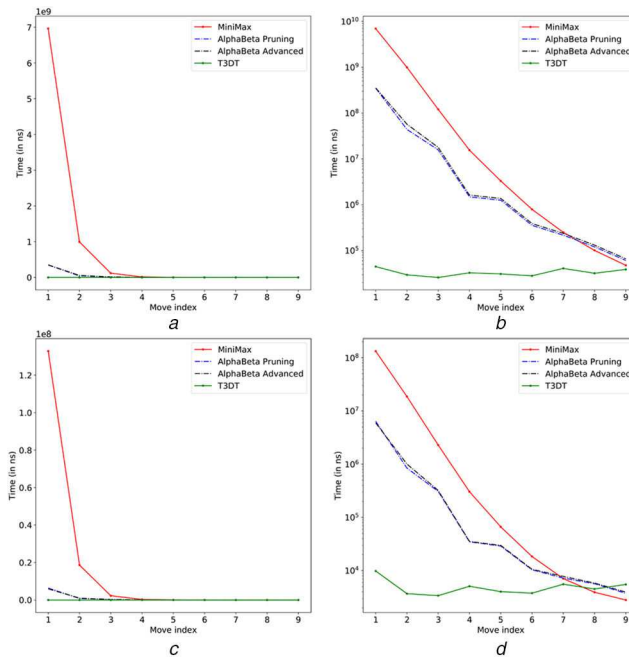 1e9
7
6
5
4
3
2
1
0
Time (in ns)
1 2 3 4 5 6 7 8 9
Move index
MiniMax
AlphaBeta Pruning
AlphaBeta Advanced
T3DT
a
10^10
10^9
10^8
10^7
10^6
10^5
Time (in ns)
1 2 3 4 5 6 7 8 9
Move index
MiniMax
AlphaBeta Pruning
AlphaBeta Advanced
T3DT
b
1e8
1.2
1.0
0.8
0.6
0.4
0.2
0.0
Time (in ns)
1 2 3 4 5 6 7 8 9
Move index
MiniMax
AlphaBeta Pruning
AlphaBeta Advanced
T3DT
c
10^8
10^7
10^6
10^5
10^4
Time (in ns)
1 2 3 4 5 6 7 8 9
Move index
MiniMax
AlphaBeta Pruning
AlphaBeta Advanced
T3DT
d